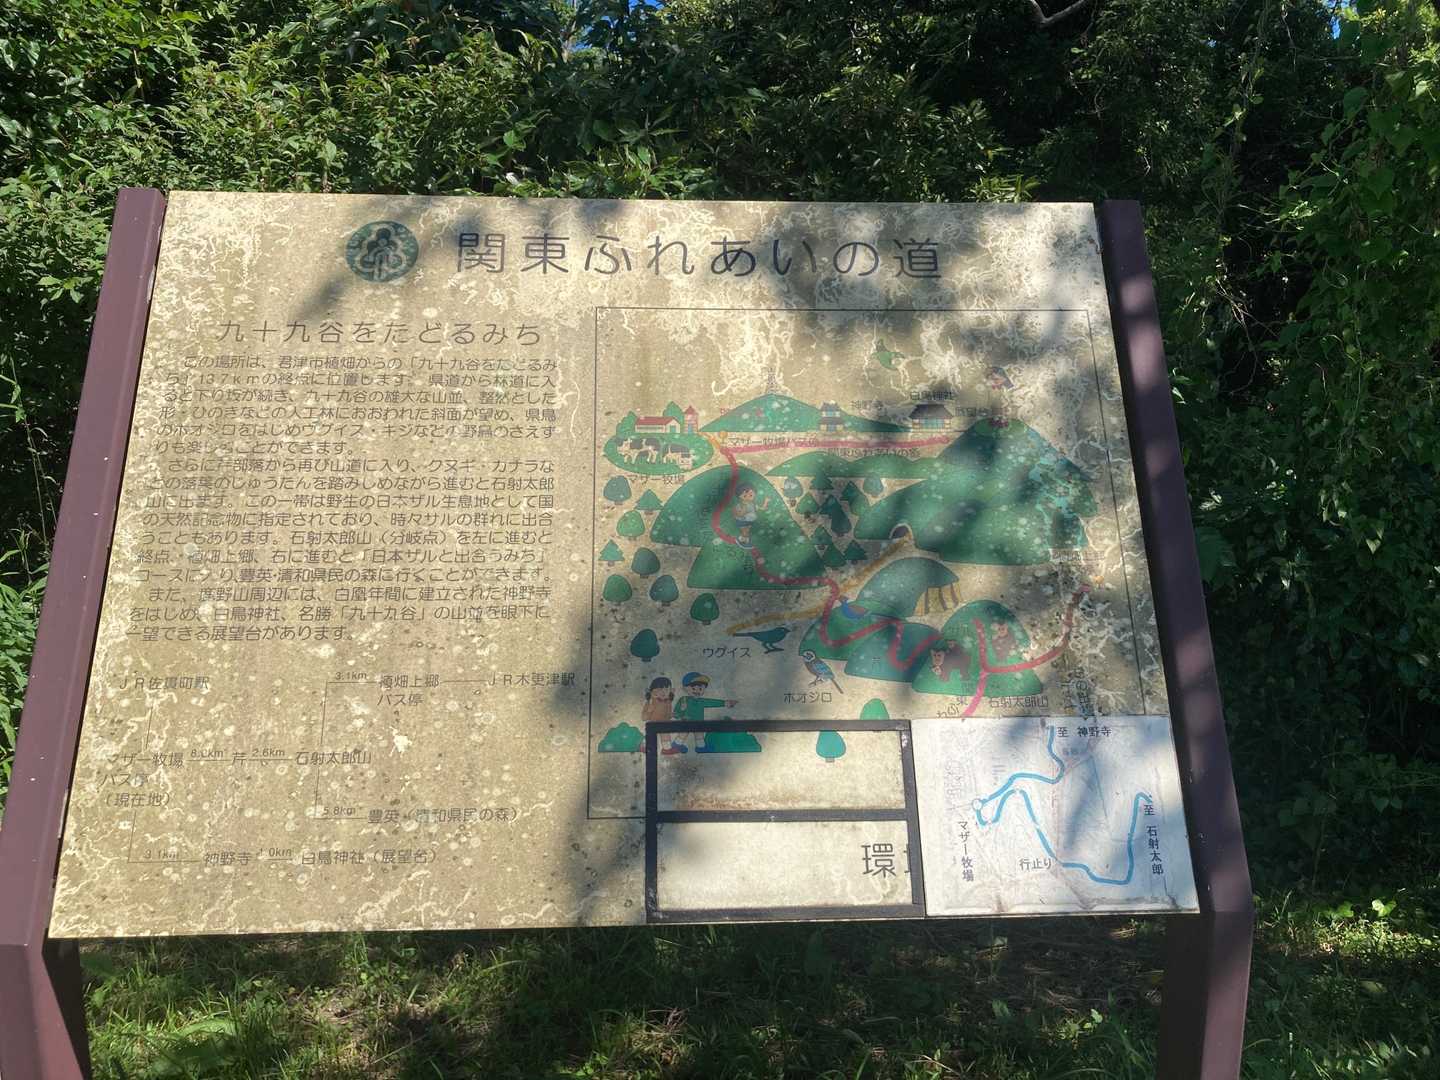 関東ふれあいの道
九十九谷をたどるみち
この場所は、君津市植畑からの「九十九谷をたどるみ
ち」13.7kmの終点に位置します。県道から林道に入
ると下り坂が続き、九十九谷の雄大な山並、整然とした
形・ひのきなどの人工林におおわれた斜面が望め、県鳥
のホオジロをはじめウグイス・キジなどの野鳥のさえず
りも楽しむことができます。
さらに芹部落から再び山道に入り、クヌギ・カナラな
どの落葉のじゅうたんを踏みしめながら進むと石射太郎
山に出ます。この一帯は野生の日本ザル生息地として国
の天然記念物に指定されており、時々サルの群れに出合
うこともあります。石射太郎山（分岐点）を左に進むと
終点・植畑上郷、右に進むと「日本ザルと出合うみち」
コースに入り、豊英・清和県民の森に行くことができます。
また、鹿野山周辺には、白鳳年間に建立された神野寺
をはじめ、白鳥神社、名勝「九十九谷」の山並を眼下に
一望できる展望台があります。
JR佐貫町駅
3.1km 植畑上郷 JR木更津駅
バス停
マザー牧場 8.0km 芹 2.6km 石射太郎山
バス停
（現在地）
5.8km 豊英・（清和県民の森）
3.1km 神野寺 0km 白鳥神社（展望台）
白鳥神社
神野寺
展望台
マザー牧場バス停
関東ふれあいの道
マザー牧場
ウグイス
ホオジロ
石射太郎山
環
至 神野寺
マザー牧場
行止り
至 石射太郎